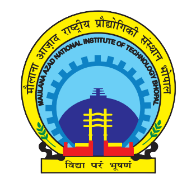 मौलाना आज़ाद राष्ट्रीय प्रौद्योगिकी संस्थान भोपाल
MAULANA AZAD NATIONAL INSTITUTE OF TECHNOLOGY BHOPAL
विद्या परं भूषणं